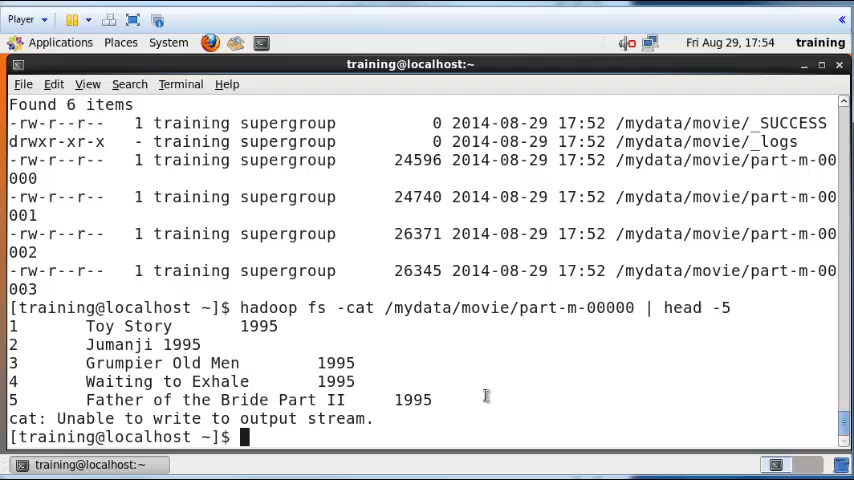 Player
«
Applications Places System Fri Aug 29, 17:54 training
training@localhost:~
File Edit View Search Terminal Help
Found 6 items
-rw-r--r--   1 training supergroup          0 2014-08-29 17:52 /mydata/movie/_SUCCESS
drwxr-xr-x   - training supergroup          0 2014-08-29 17:52 /mydata/movie/_logs
-rw-r--r--   1 training supergroup      24596 2014-08-29 17:52 /mydata/movie/part-m-00
000
-rw-r--r--   1 training supergroup      24740 2014-08-29 17:52 /mydata/movie/part-m-00
001
-rw-r--r--   1 training supergroup      26371 2014-08-29 17:52 /mydata/movie/part-m-00
002
-rw-r--r--   1 training supergroup      26345 2014-08-29 17:52 /mydata/movie/part-m-00
003
[training@localhost ~]$ hadoop fs -cat /mydata/movie/part-m-00000 | head -5
1       Toy Story       1995
2       Jumanji 1995
3       Grumpier Old Men        1995
4       Waiting to Exhale       1995
5       Father of the Bride Part II     1995
cat: Unable to write to output stream.
[training@localhost ~]$
training@localhost:~